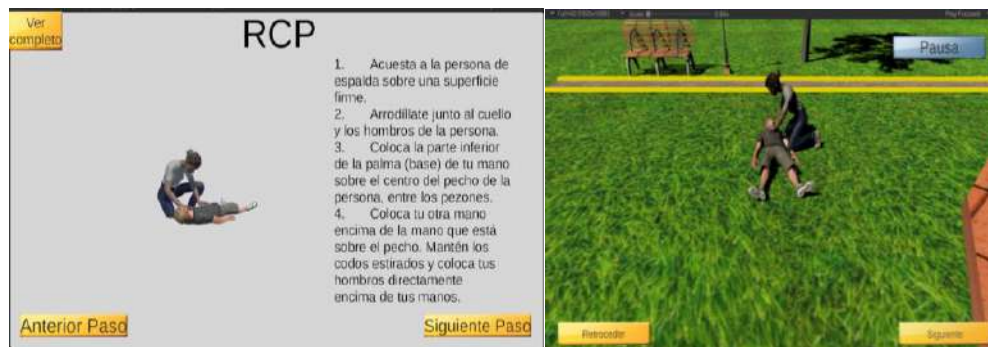 Ver
completo
RCP
1. Acuesta a la persona de
espalda sobre una superficie
firme.
2. Arrodíllate junto al cuello
y los hombros de la persona.
3. Coloca la parte inferior
de la palma (base) de tu mano
sobre el centro del pecho de la
persona, entre los pezones.
4. Coloca tu otra mano
encima de la mano que está
sobre el pecho. Mantén los
codos estirados y coloca tus
hombros directamente
encima de tus manos.
Anterior Paso
Siguiente Paso
Pausa
Retroceder
Siguiente